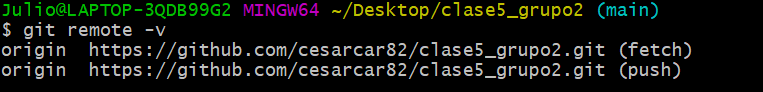 Julio@LAPTOP-3QDB99G2 MINGW64 ~/Desktop/clase5_grupo2 (main)
$ git remote -v
origin  https://github.com/cesarcar82/clase5_grupo2.git (fetch)
origin  https://github.com/cesarcar82/clase5_grupo2.git (push)